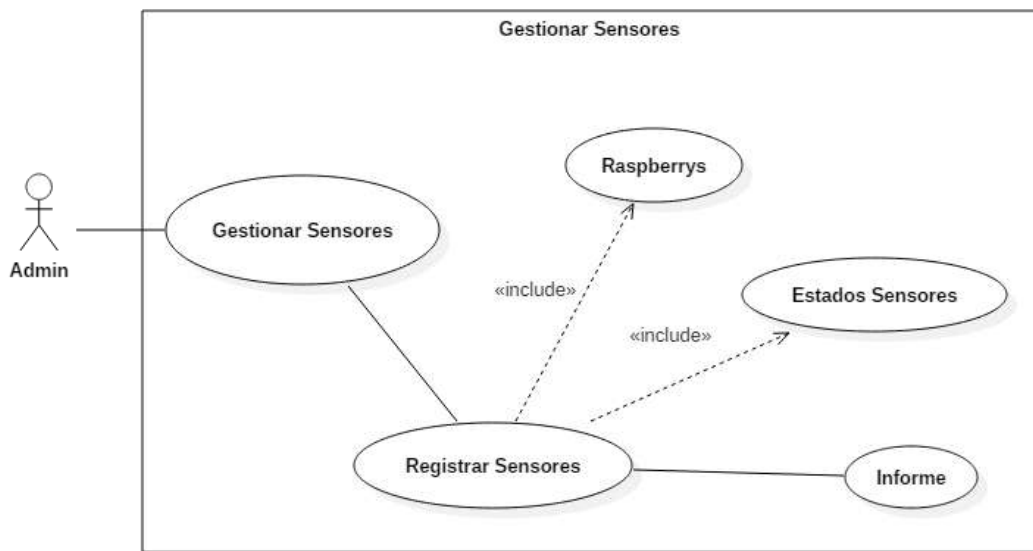 Gestionar Sensores
Raspberrys
Gestionar Sensores
Admin
«include»
Estados Sensores
«include»
Registrar Sensores
Informe